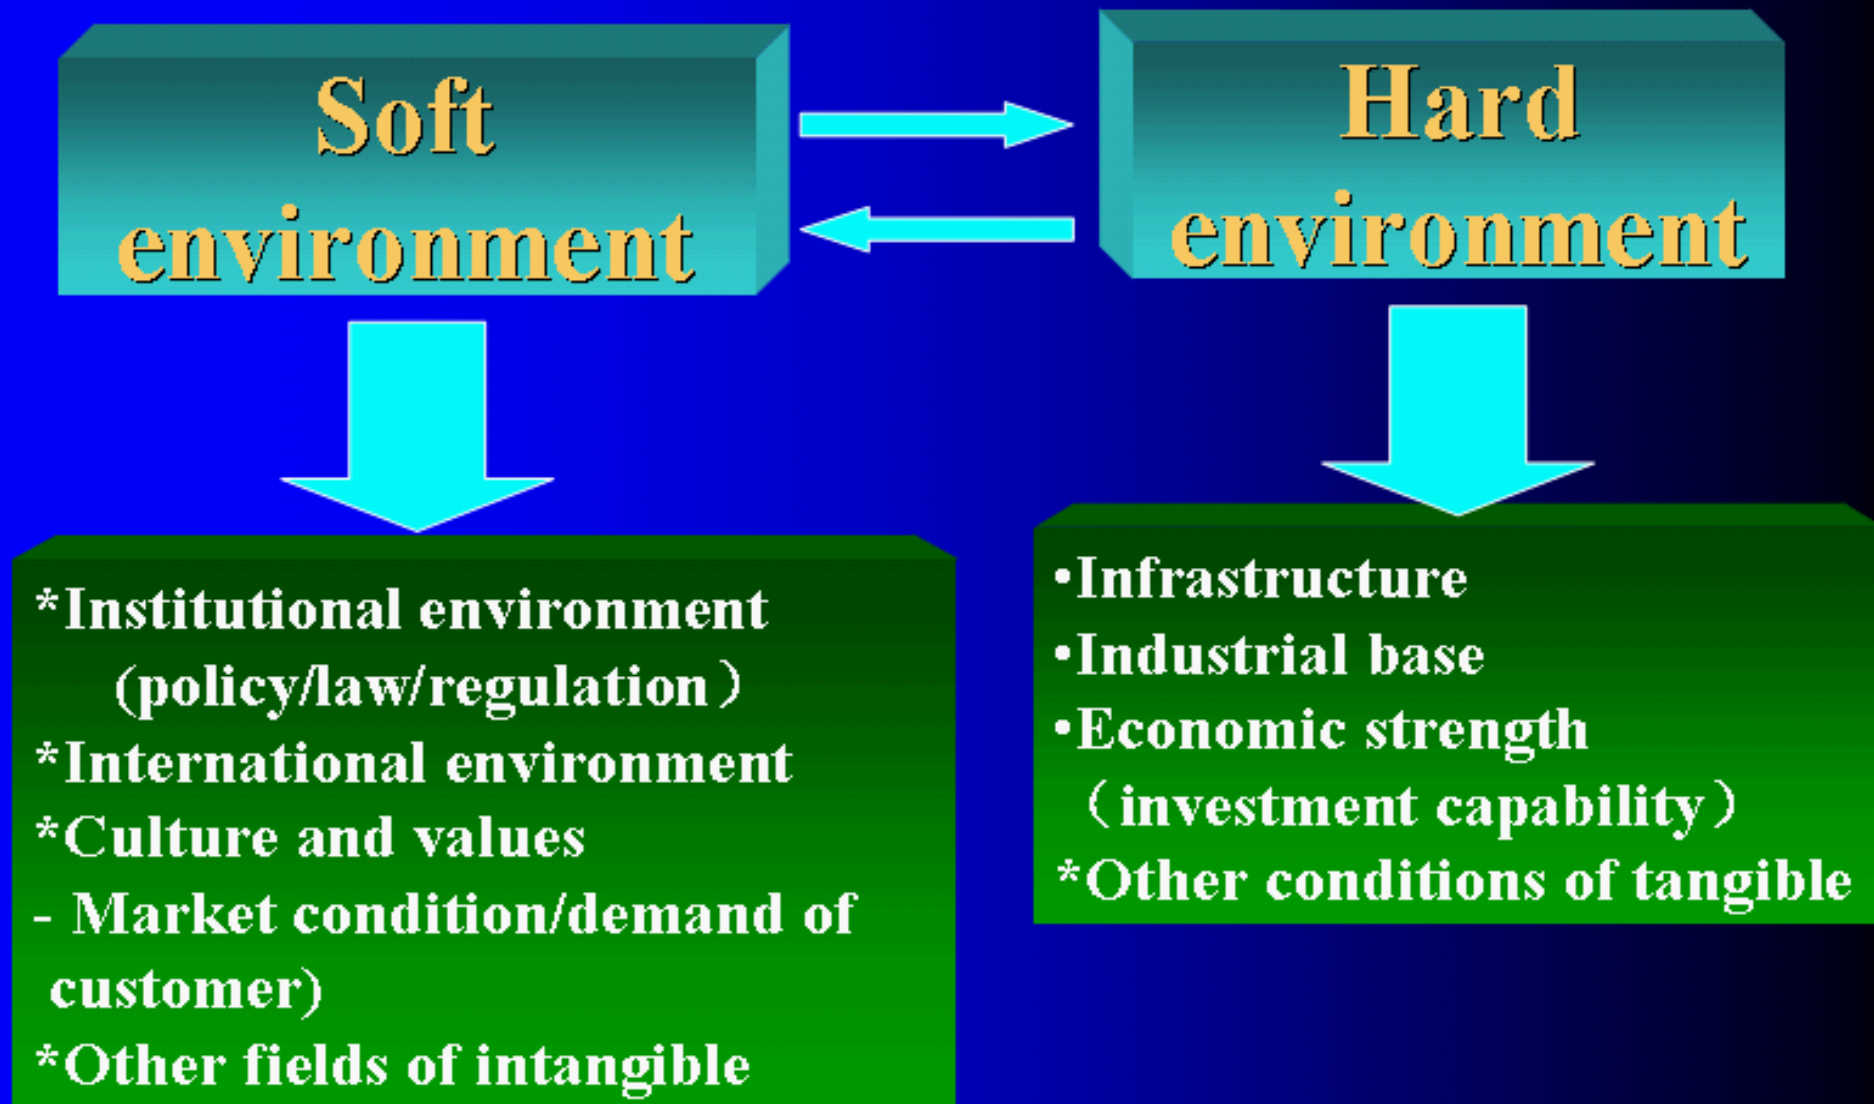 Soft
environment
Hard
environment
*Institutional environment
(policy/law/regulation）
*International environment
*Culture and values
- Market condition/demand of
customer)
*Other fields of intangible
•Infrastructure
•Industrial base
•Economic strength
（investment capability）
*Other conditions of tangible